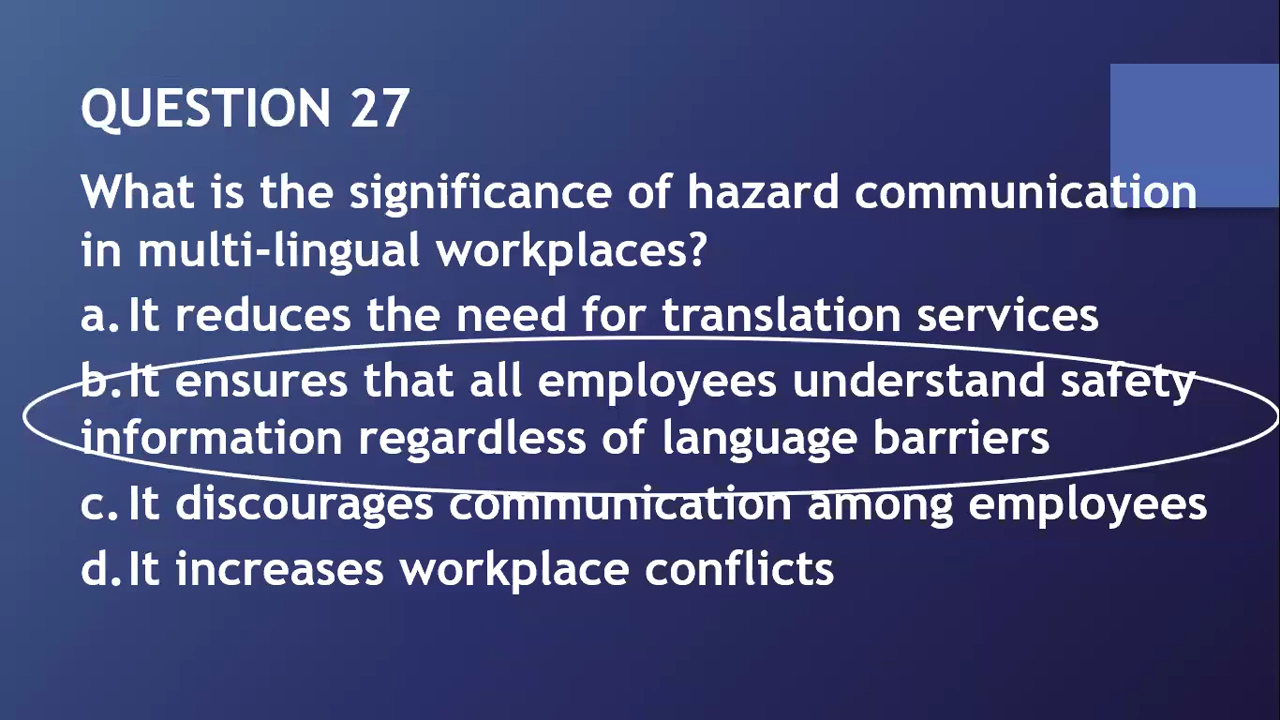 QUESTION 27
What is the significance of hazard communication
in multi-lingual workplaces?
a. It reduces the need for translation services
b. It ensures that all employees understand safety
information regardless of language barriers
c. It discourages communication among employees
d. It increases workplace conflicts